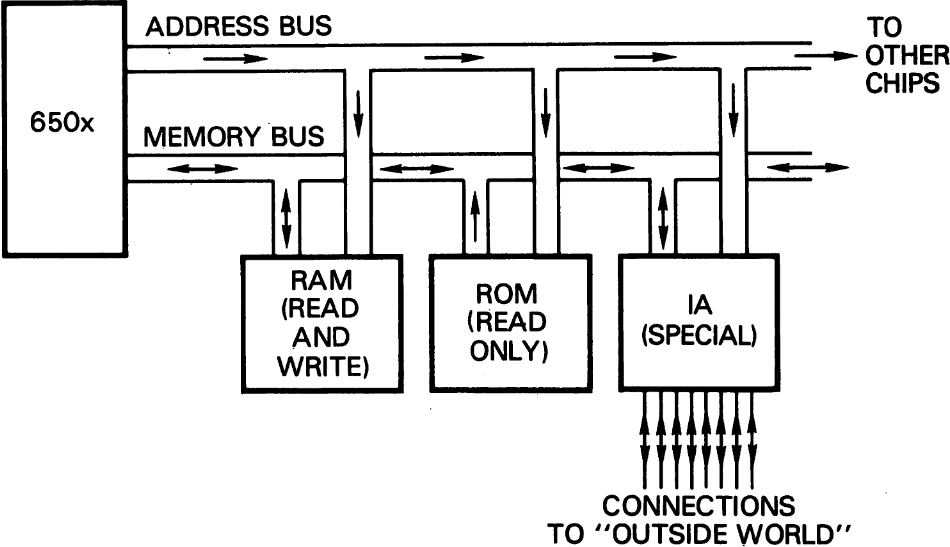 ADDRESS BUS
TO
OTHER
CHIPS
650x
MEMORY BUS
RAM
(READ
AND
WRITE)
ROM
(READ
ONLY)
IA
(SPECIAL)
CONNECTIONS
TO "OUTSIDE WORLD"